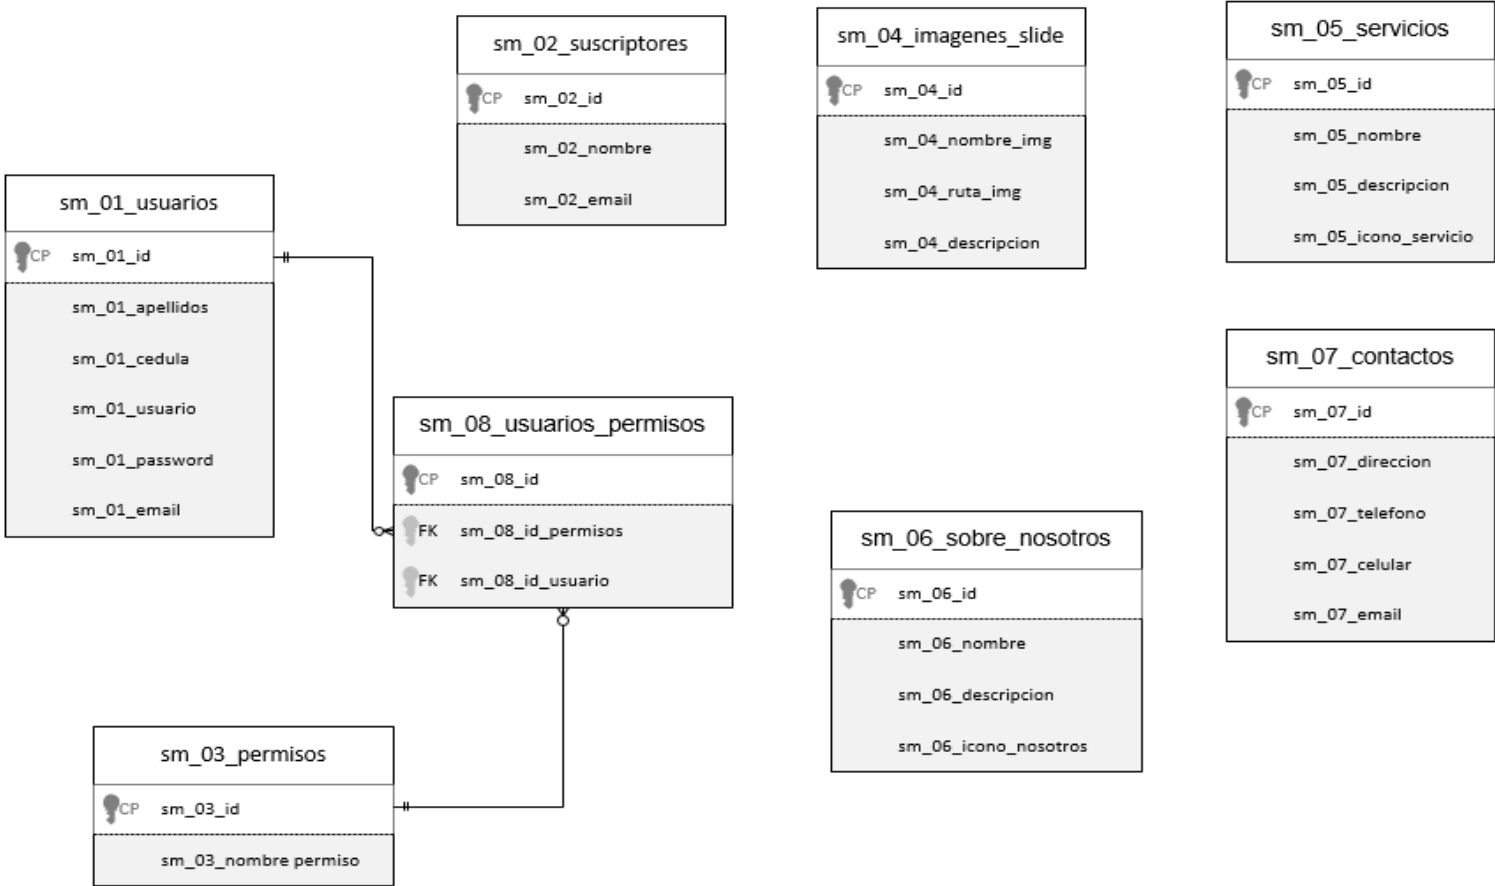 sm_02_suscriptores
CP sm_02_id
sm_02_nombre
sm_02_email
sm_04_imagenes_slide
CP sm_04_id
sm_04_nombre_img
sm_04_ruta_img
sm_04_descripcion
sm_05_servicios
CP sm_05_id
sm_05_nombre
sm_05_descripcion
sm_05_icono_servicio
sm_01_usuarios
CP sm_01_id
sm_01_apellidos
sm_01_cedula
sm_01_usuario
sm_01_password
sm_01_email
sm_08_usuarios_permisos
CP sm_08_id
FK sm_08_id_permisos
FK sm_08_id_usuario
sm_07_contactos
CP sm_07_id
sm_07_direccion
sm_07_telefono
sm_07_celular
sm_07_email
sm_06_sobre_nosotros
CP sm_06_id
sm_06_nombre
sm_06_descripcion
sm_06_icono_nosotros
sm_03_permisos
CP sm_03_id
sm_03_nombre permiso